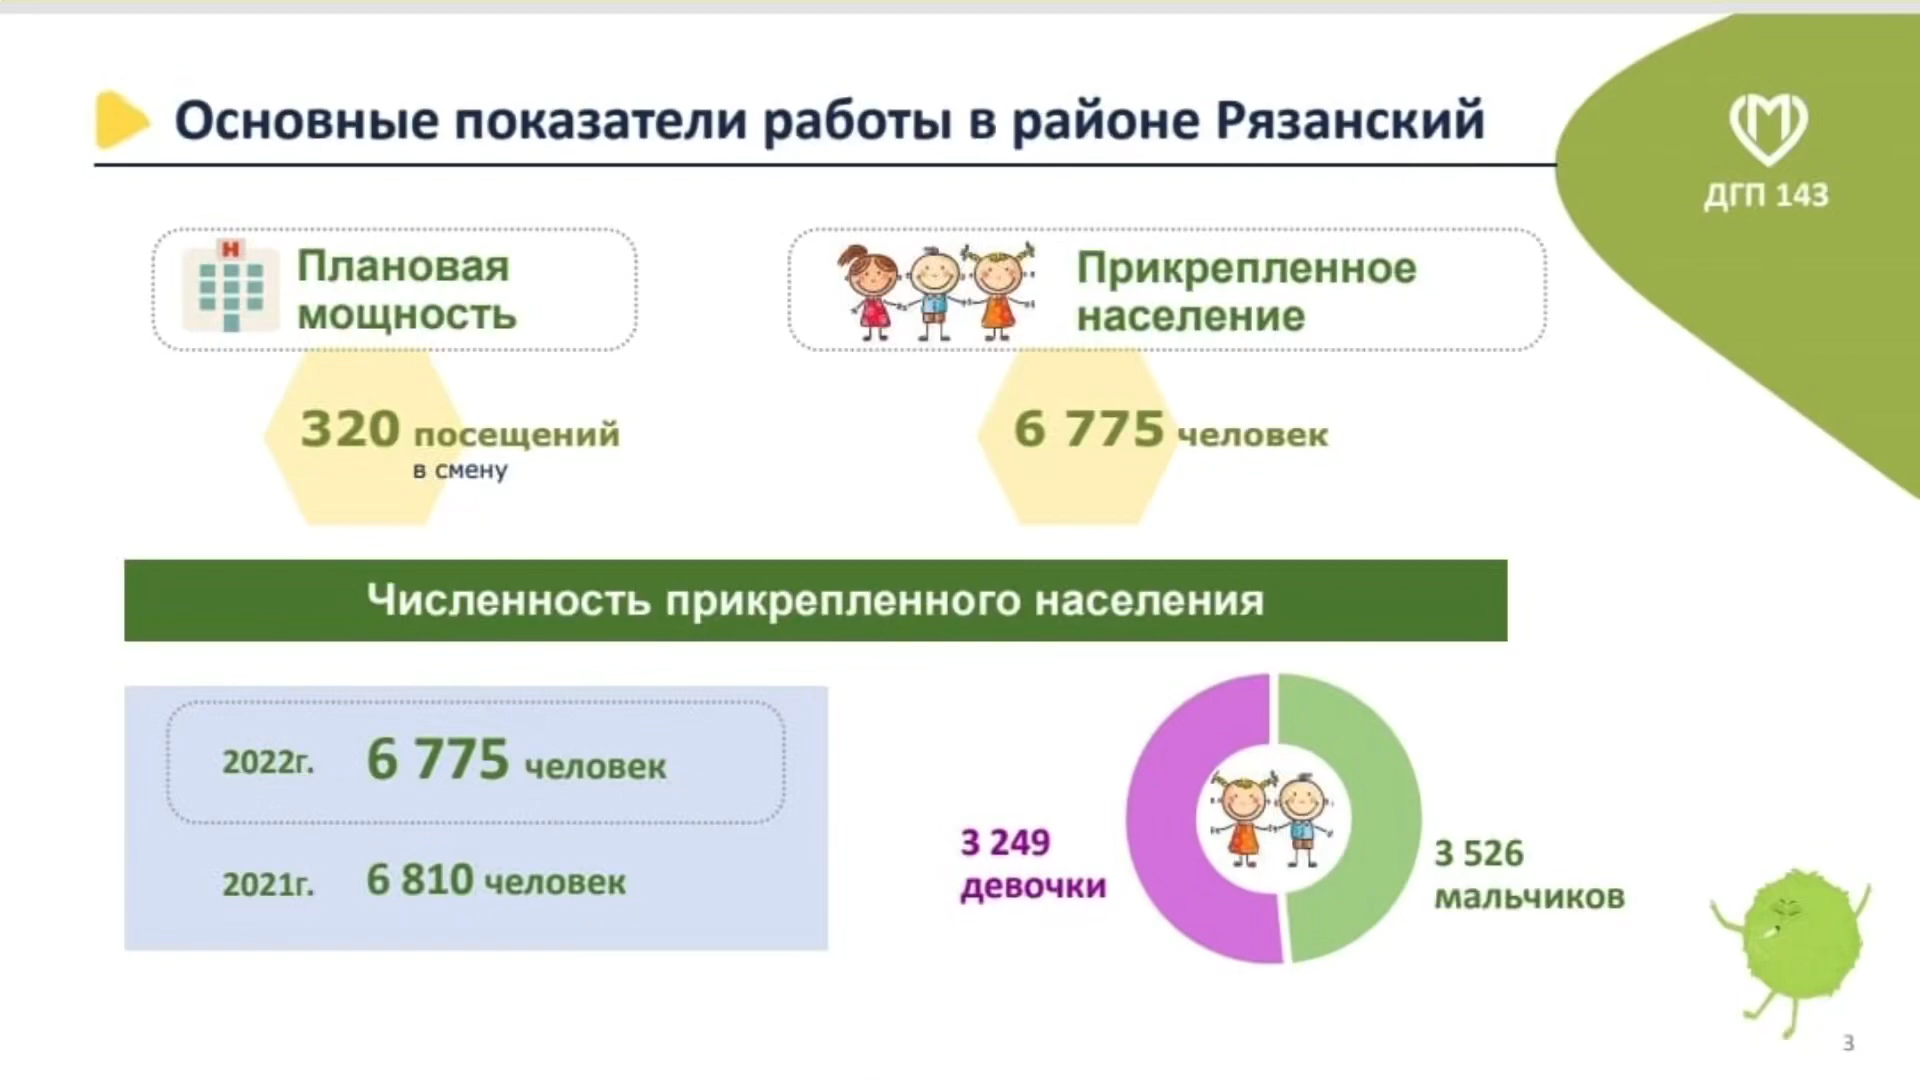 Основные показатели работы в районе Рязанский
ДГП 143
H
Плановая
мощность
320 посещений
в смену
Прикрепленное
население
6 775 человек
Численность прикрепленного населения
2022г. 6 775 человек
2021г. 6 810 человек
3 249
девочки
3 526
мальчиков
3